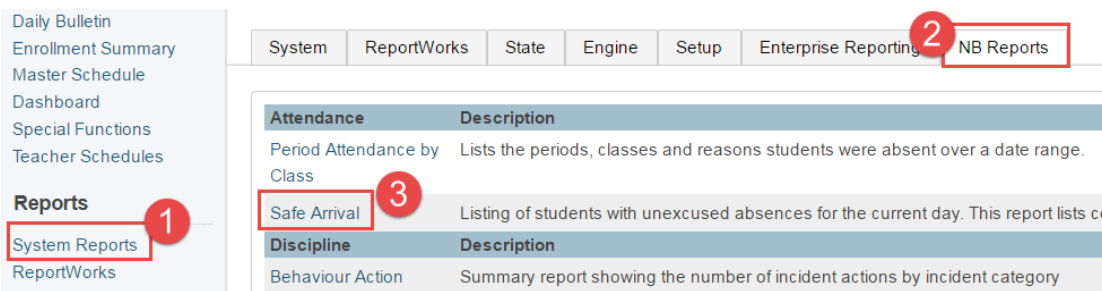 Daily Bulletin
Enrollment Summary
Master Schedule
Dashboard
Special Functions
Teacher Schedules
Reports
1
System Reports
ReportWorks
System ReportWorks State Engine Setup Enterprise Reporting 2 NB Reports
Attendance Description
Period Attendance by Lists the periods, classes and reasons students were absent over a date range.
Class
3
Safe Arrival Listing of students with unexcused absences for the current day. This report lists
Discipline Description
Behaviour Action Summary report showing the number of incident actions by incident category